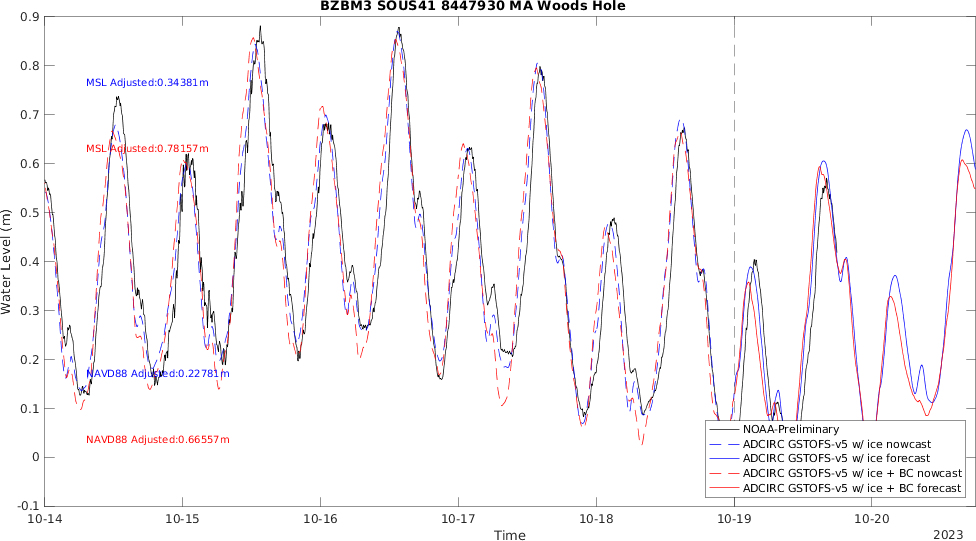 BZBM3 SOUS41 8447930 MA Woods Hole
Water Level (m)
0.9
0.8
0.7
0.6
0.5
0.4
0.3
0.2
0.1
0
-0.1
MSL Adjusted:0.34381m
MSL Adjusted:0.78157m
NAVD88 Adjusted:0.22781m
NAVD88 Adjusted:0.66557m
NOAA-Preliminary
ADCIRC GSTOFS-v5 w/ ice nowcast
ADCIRC GSTOFS-v5 w/ ice forecast
ADCIRC GSTOFS-v5 w/ ice + BC nowcast
ADCIRC GSTOFS-v5 w/ ice + BC forecast
10-14 10-15 10-16 10-17 10-18 10-19 10-20
Time
2023